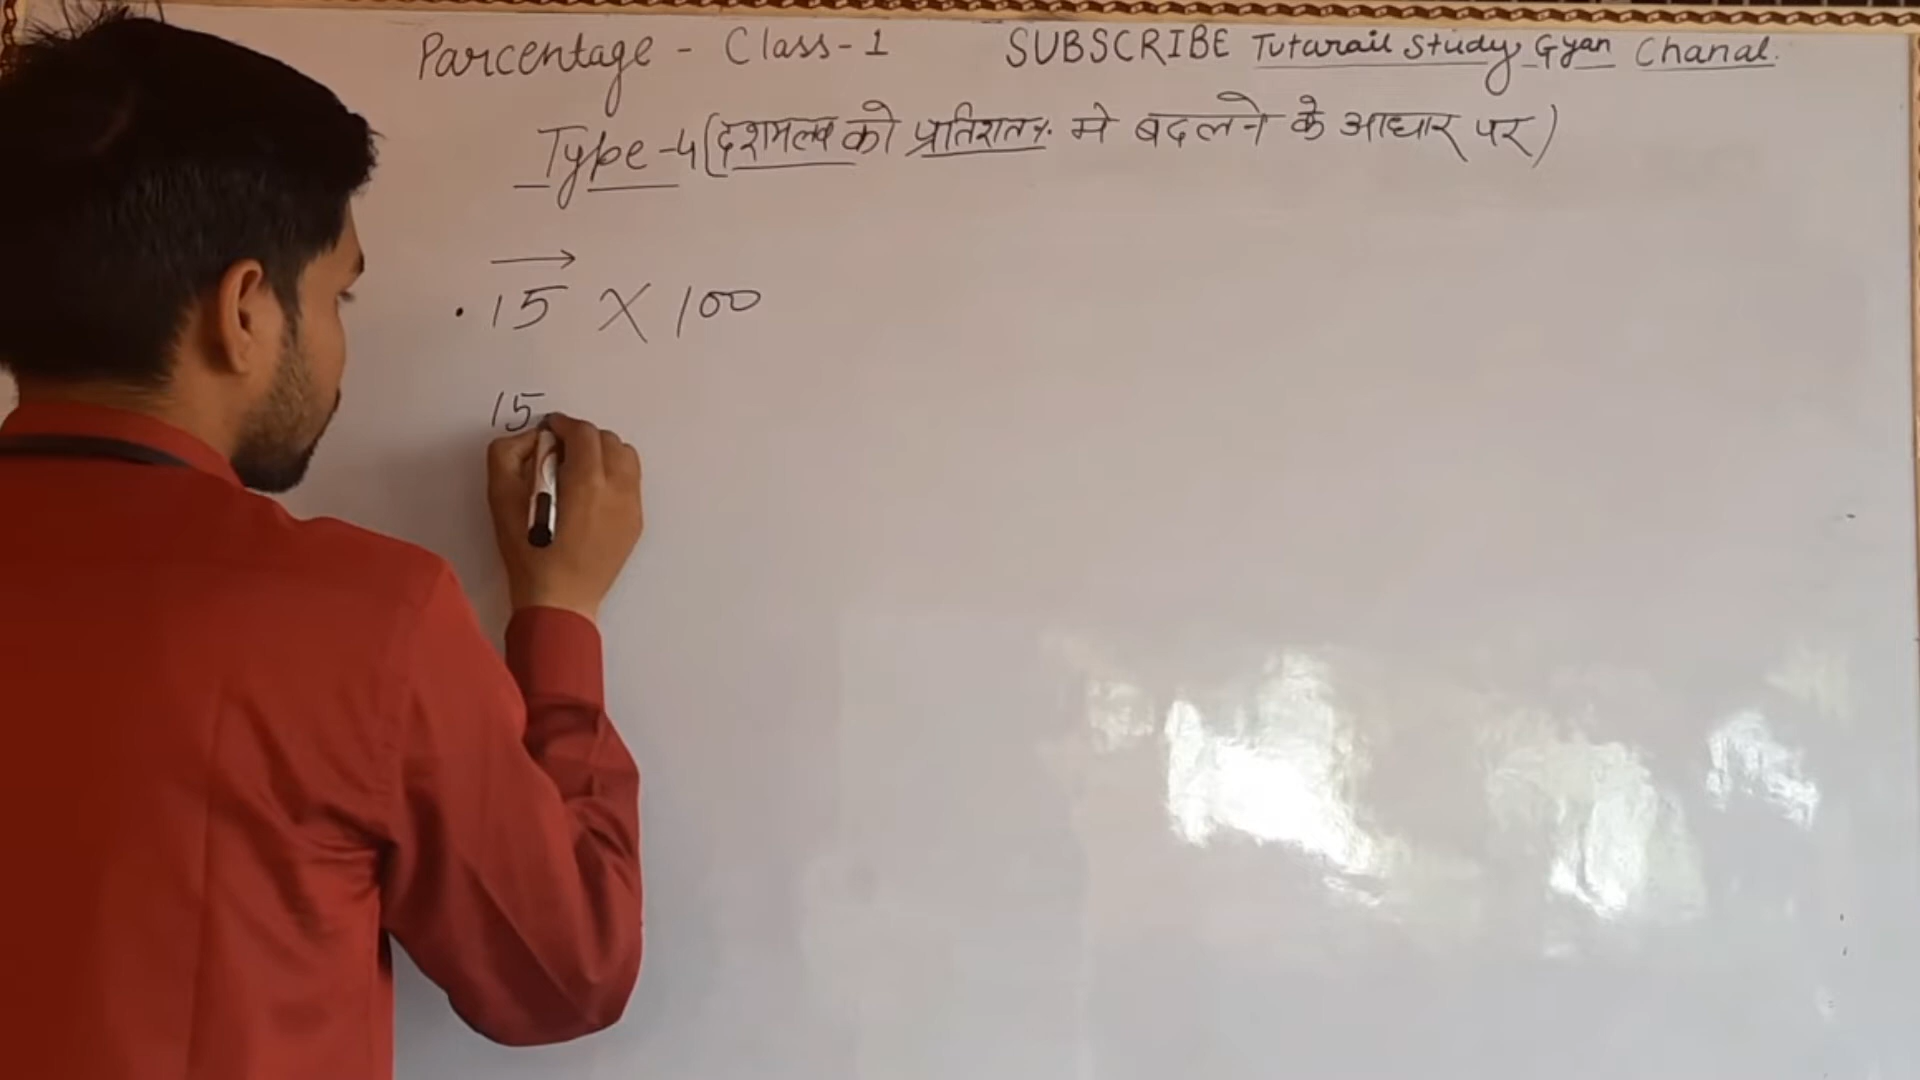 Parcentage - Class-1 SUBSCRIBE Tutarail Study Gyan Chanal.
Type-4 (दशमलव को प्रतिशत % मे बदलने के आधार पर)
.15 X 100
15